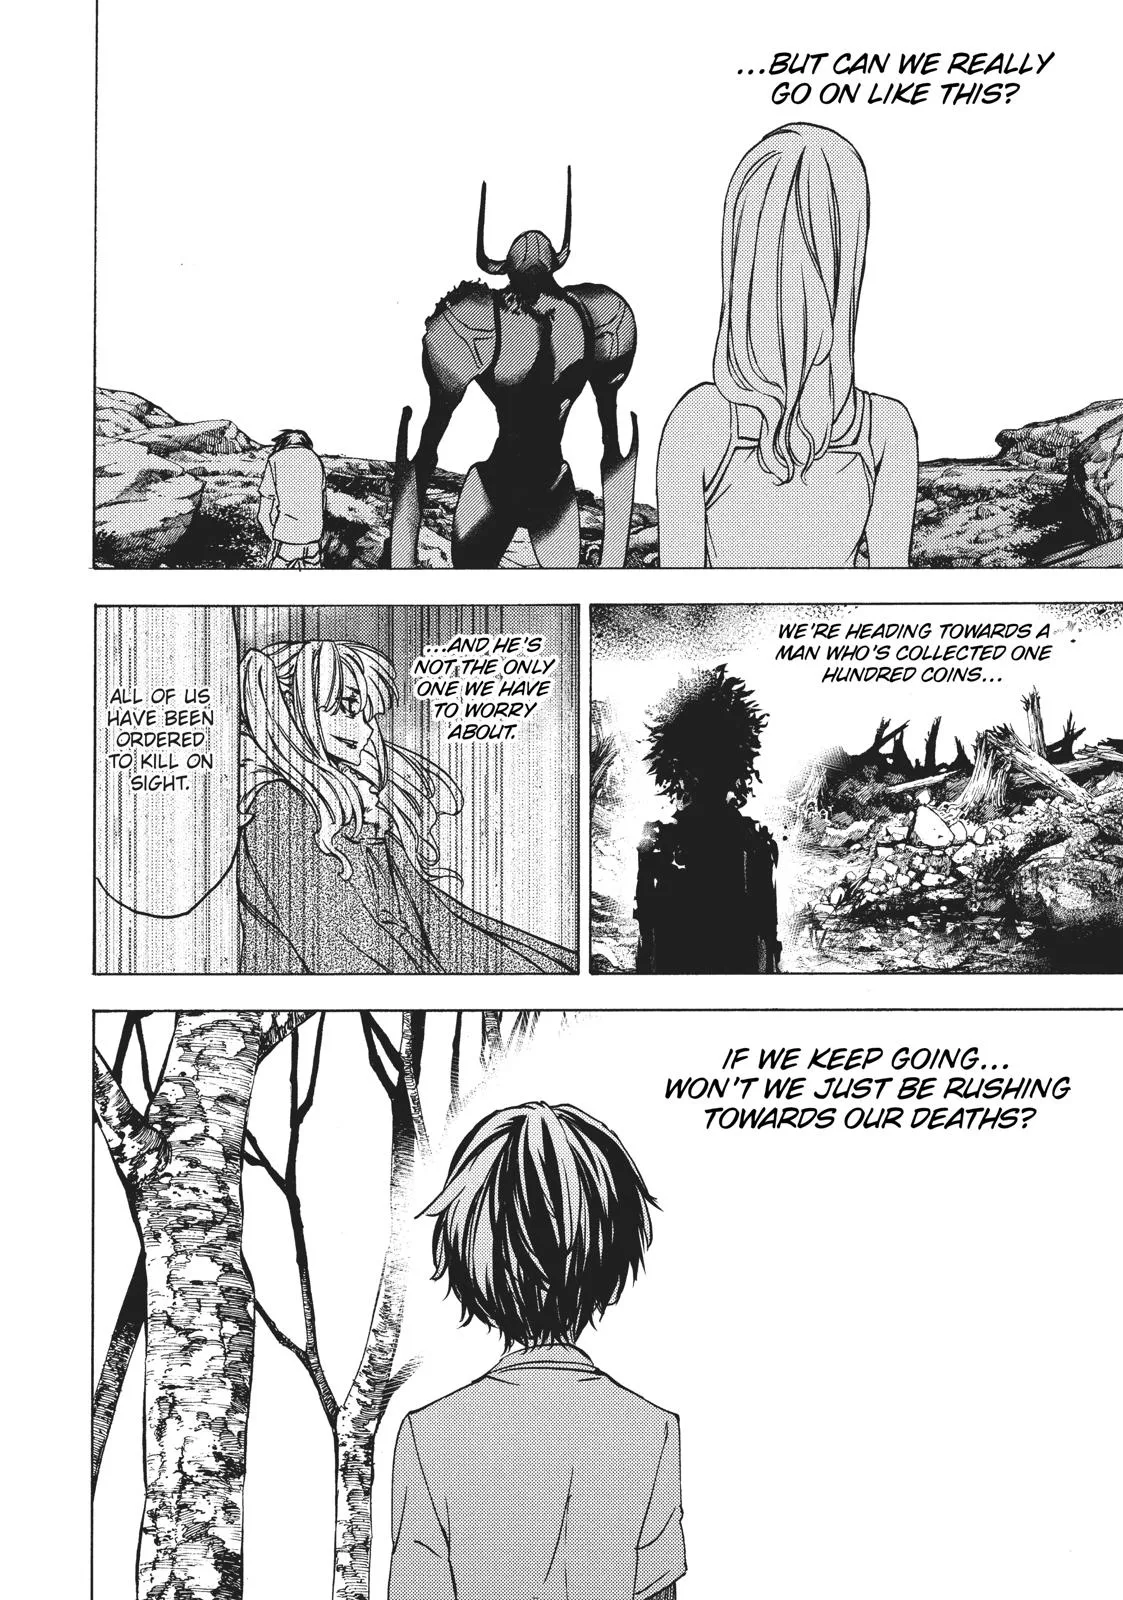 ...BUT CAN WE REALLY
GO ON LIKE THIS?
WE'RE HEADING TOWARDS A
MAN WHO'S COLLECTED ONE
HUNDRED COINS...
...AND HE'S
NOT THE ONLY
ONE WE HAVE
TO WORRY
ABOUT.
ALL OF US
HAVE BEEN
ORDERED
TO KILL ON
SIGHT.
IF WE KEEP GOING...
WON'T WE JUST BE RUSHING
TOWARDS OUR DEATHS?